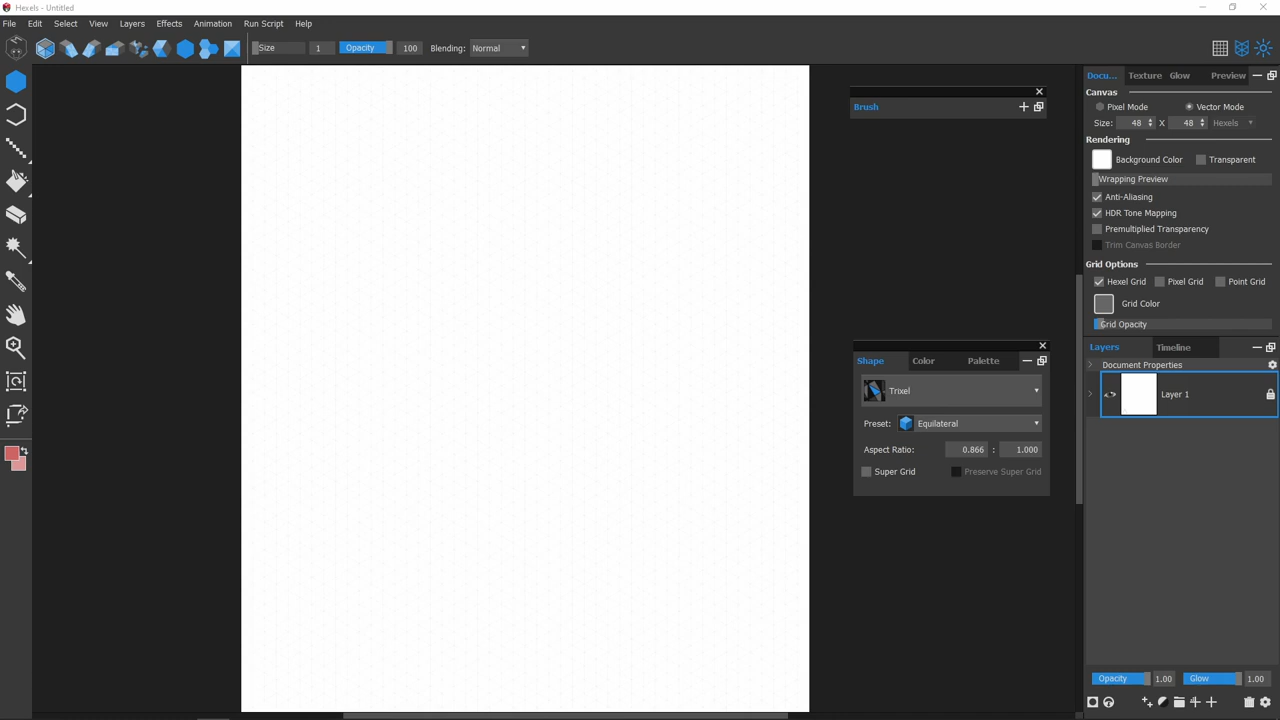 Hexels - Untitled
File Edit Select View Layers Effects Animation Run Script Help
Size 1 Opacity 100 Blending: Normal
Docu... Texture Glow Preview
Canvas
Pixel Mode Vector Mode
Size: 48 X 48 Hexels
Rendering
Background Color Transparent
Wrapping Preview
Anti-Aliasing
HDR Tone Mapping
Premultiplied Transparency
Trim Canvas Border
Grid Options
Hexel Grid Pixel Grid Point Grid
Grid Color
Grid Opacity
Layers Timeline
Document Properties
Layer 1
Opacity 1.00 Glow 1.00
Brush
Shape Color Palette
Trixel
Preset: Equilateral
Aspect Ratio: 0.866 : 1.000
Super Grid Preserve Super Grid